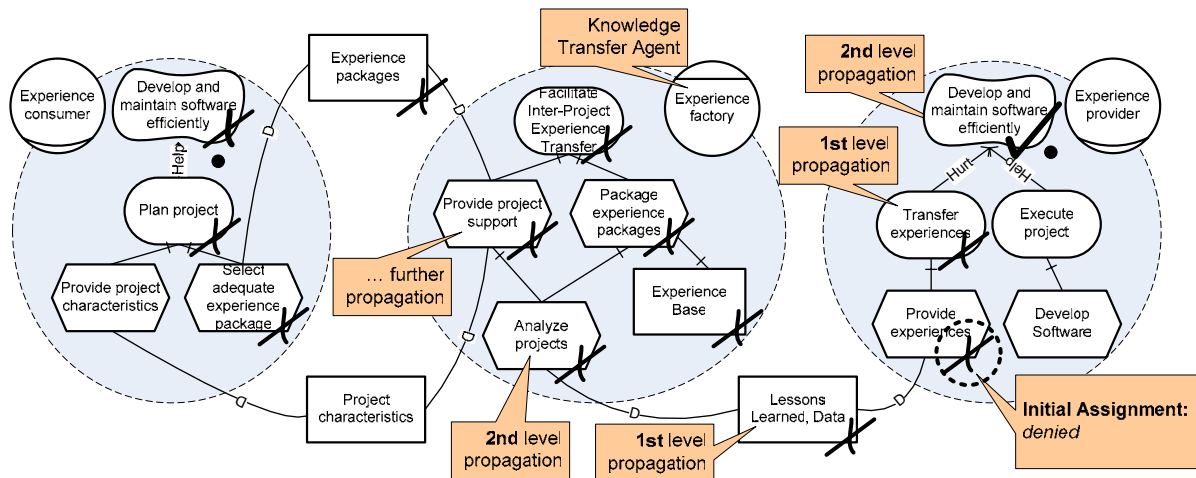 Experience
consumer
Develop and
maintain software
efficiently
Help
Plan project
Provide project
characteristics
Select
adequate
experience
package
D
D
Experience
packages
D
Project
characteristics
D
Knowledge
Transfer Agent
Facilitate
Inter-Project
Experience
Transfer
Experience
factory
Provide project
support
Package
experience
packages
… further
propagation
Analyze
projects
Experience
Base
2nd level
propagation
D
1st level
propagation
Lessons
Learned, Data
D
2nd level
propagation
Develop and
maintain software
efficiently
Experience
provider
1st level
propagation
Hurt
Help
Transfer
experiences
Execute
project
Provide
experiences
Develop
Software
Initial Assignment:
denied